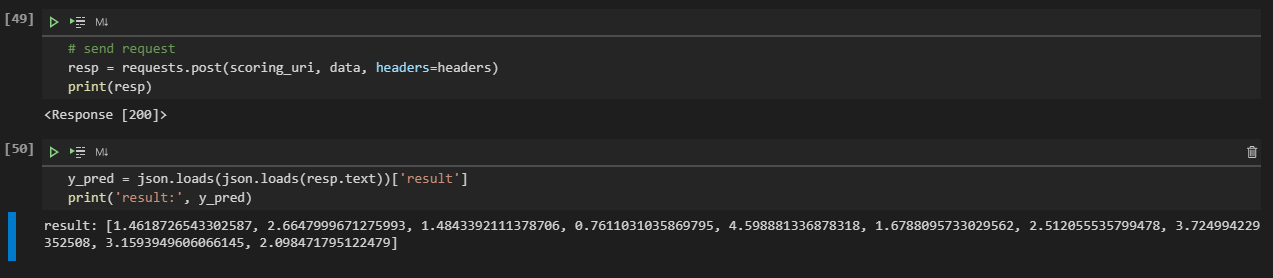 [49]
M↓
# send request
resp = requests.post(scoring_uri, data, headers=headers)
print(resp)
<Response [200]>
[50]
M↓
y_pred = json.loads(json.loads(resp.text))['result']
print('result:', y_pred)
result: [1.4618726543302587, 2.6647999671275993, 1.4843392111378706, 0.7611031035869795, 4.598881336878318, 1.6788095733029562, 2.512055535799478, 3.724994229
352508, 3.1593949606066145, 2.098471795122479]